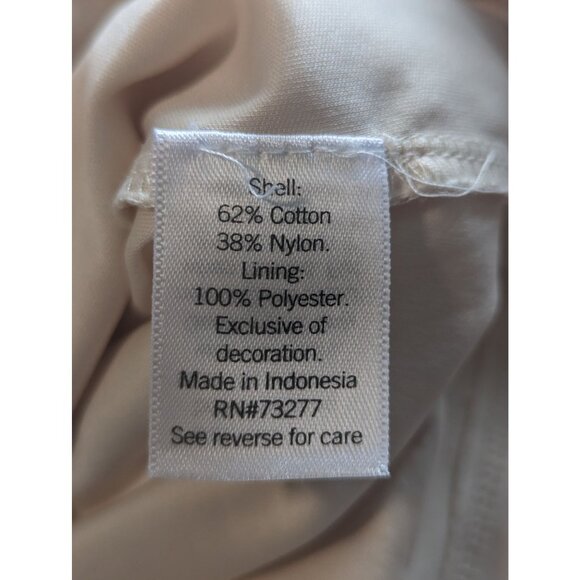 Shell:
62% Cotton
38% Nylon.
Lining:
100% Polyester.
Exclusive of
decoration.
Made in Indonesia
RN#73277
See reverse for care